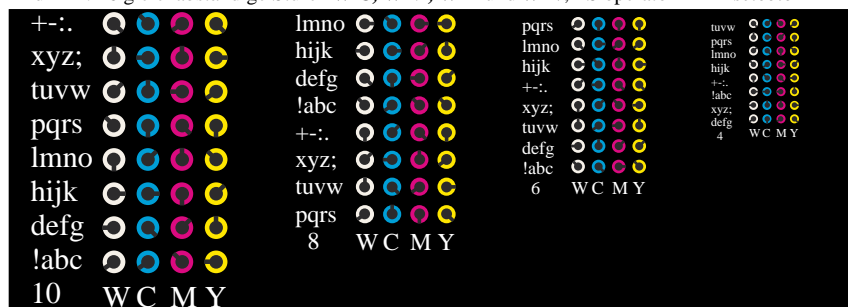 +-:.
xyz;
tuvw
pqrs
lmno
hijk
defg
!abc
10 W C M Y
lmno
hijk
defg
!abc
+-:.
xyz;
tuvw
pqrs
8 W C M Y
pqrs
lmno
hijk
+-:.
xyz;
tuvw
defg
!abc
6 W C M Y
tuvw
pqrs
lmno
hijk
+-:.
!abc
xyz;
defg
4 W C M Y